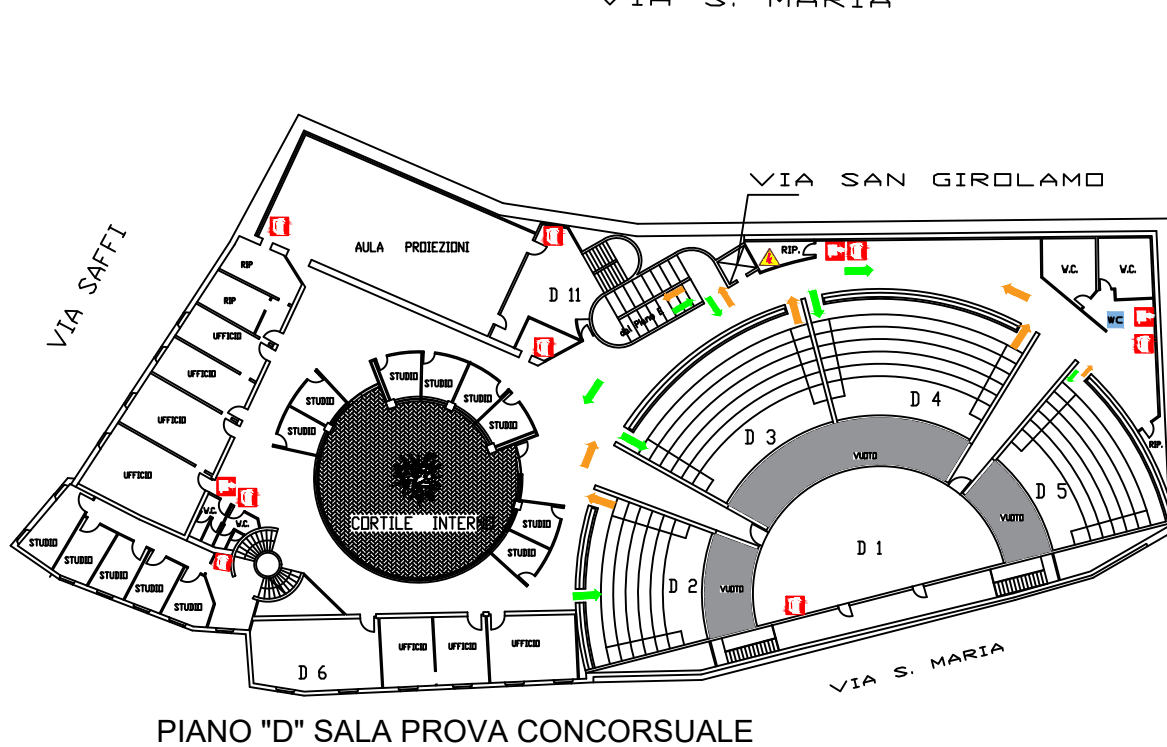 VIA S. MARIA
VIA SAN GIROLAMO
VIA SAFFI
AULA PROIEZIONI
RIP.
W.C.
W.C.
RIP
RIP
D 11
dal Piano
WC
UFFICIO
UFFICIO
UFFICIO
UFFICIO
STUDIO
STUDIO
STUDIO
STUDIO
STUDIO
STUDIO
D 4
D 3
VUOTO
RIP.
D 5
VUOTO
W.C.
W.C.
CORTILE INTERNO
STUDIO
STUDIO
D 1
STUDIO
STUDIO
STUDIO
STUDIO
STUDIO
D 2
VUOTO
UFFICIO
UFFICIO
UFFICIO
D 6
VIA S. MARIA
PIANO "D" SALA PROVA CONCORSUALE